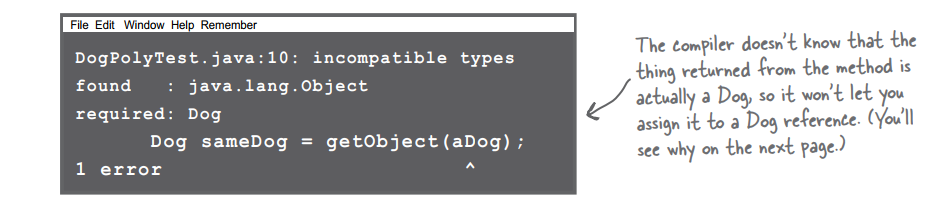 File Edit Window Help Remember
DogPolyTest.java:10: incompatible types
found   : java.lang.Object
required: Dog
Dog sameDog = getObject(aDog);
1 error ^
The compiler doesn't know that the
thing returned from the method is
actually a Dog, so it won't let you
assign it to a Dog reference. (You'll
see why on the next page.)